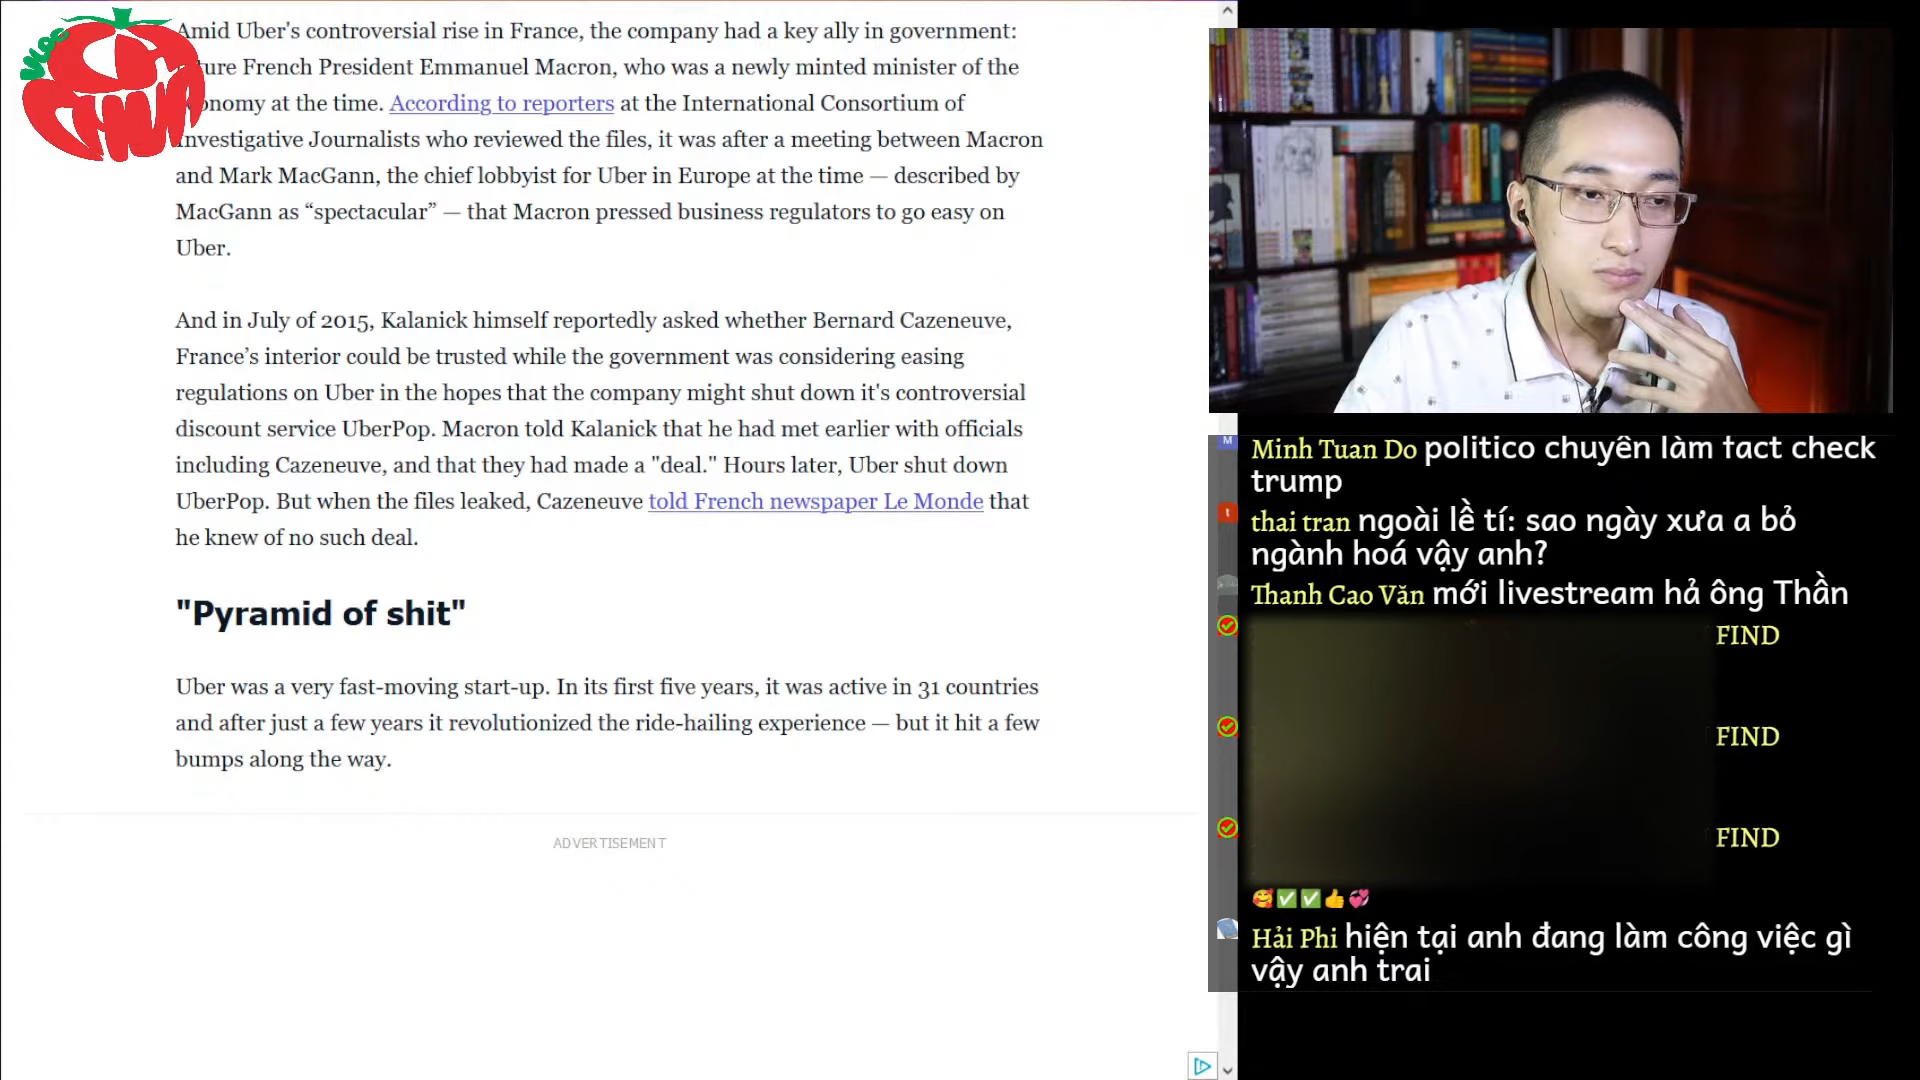 Amid Uber's controversial rise in France, the company had a key ally in government:
ture French President Emmanuel Macron, who was a newly minted minister of the
onomy at the time. According to reporters at the International Consortium of
Investigative Journalists who reviewed the files, it was after a meeting between Macron
and Mark MacGann, the chief lobbyist for Uber in Europe at the time — described by
MacGann as “spectacular” — that Macron pressed business regulators to go easy on
Uber.
And in July of 2015, Kalanick himself reportedly asked whether Bernard Cazeneuve,
France’s interior could be trusted while the government was considering easing
regulations on Uber in the hopes that the company might shut down it's controversial
discount service UberPop. Macron told Kalanick that he had met earlier with officials
including Cazeneuve, and that they had made a "deal." Hours later, Uber shut down
UberPop. But when the files leaked, Cazeneuve told French newspaper Le Monde that
he knew of no such deal.
"Pyramid of shit"
Uber was a very fast-moving start-up. In its first five years, it was active in 31 countries
and after just a few years it revolutionized the ride-hailing experience — but it hit a few
bumps along the way.
ADVERTISEMENT
M
Minh Tuan Do politico chuyên làm fact check
trump
t
thai tran ngoài lề tí: sao ngày xưa a bỏ
ngành hoá vậy anh?
Thanh Cao Văn mới livestream hả ông Thần
FIND
FIND
FIND
🥰✅✅👍💞
Hải Phi hiện tại anh đang làm công việc gì
vậy anh trai